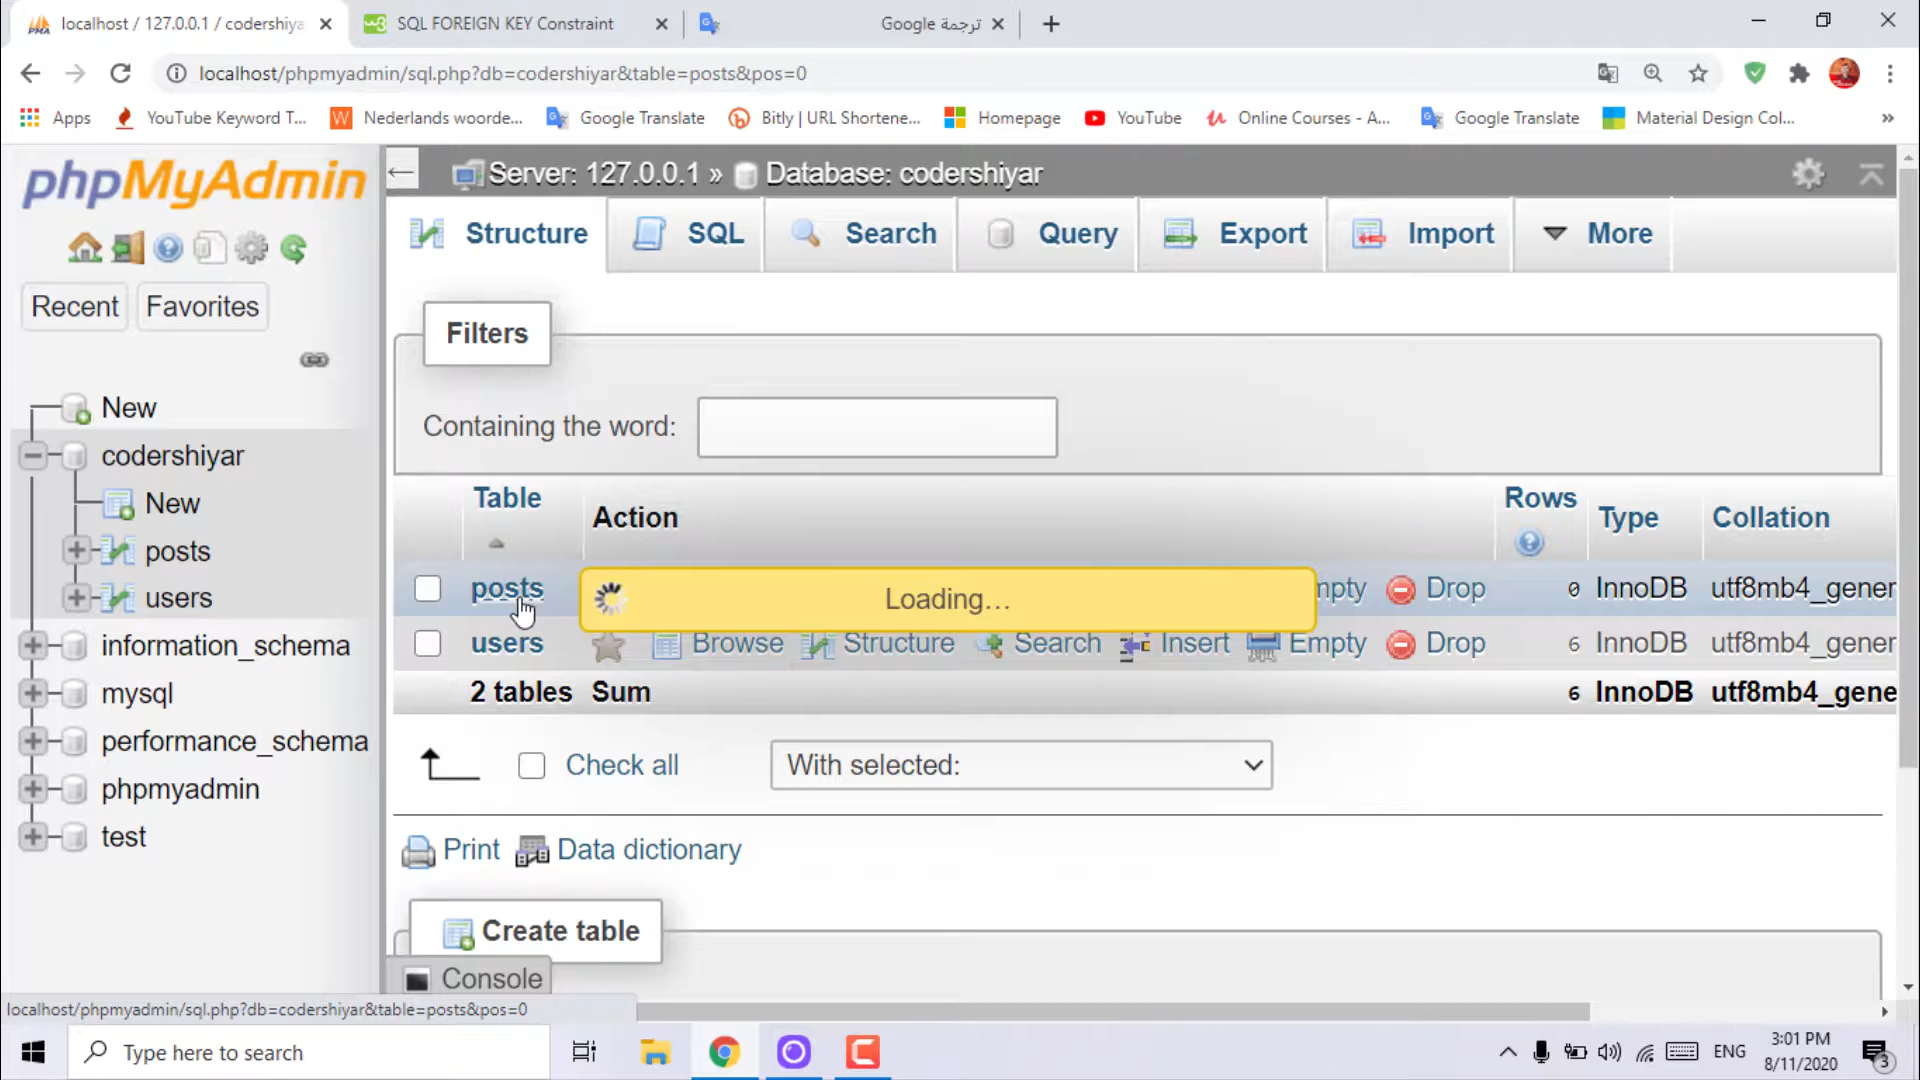 localhost / 127.0.0.1 / codershiya
SQL FOREIGN KEY Constraint
ترجمة Google
localhost/phpmyadmin/sql.php?db=codershiyar&table=posts&pos=0
Apps
YouTube Keyword T...
Nederlands woorde...
Google Translate
Bitly | URL Shortene...
Homepage
YouTube
Online Courses - A...
Google Translate
Material Design Col...
»
phpMyAdmin
Recent
Favorites
New
codershiyar
New
posts
users
information_schema
mysql
performance_schema
phpmyadmin
test
Server: 127.0.0.1 » Database: codershiyar
Structure
SQL
Search
Query
Export
Import
More
Filters
Containing the word:
Table Action Rows Type Collation
posts Loading... mpty Drop 0 InnoDB utf8mb4_gener
users Browse Structure Search Insert Empty Drop 6 InnoDB utf8mb4_gener
2 tables Sum 6 InnoDB utf8mb4_gene
Check all
With selected:
Print Data dictionary
Create table
Console
localhost/phpmyadmin/sql.php?db=codershiyar&table=posts&pos=0
Type here to search
ENG
3:01 PM
8/11/2020
3